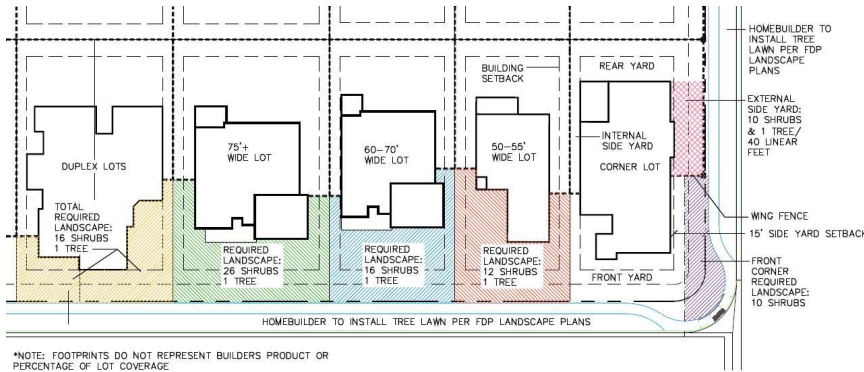 HOMEBUILDER TO
INSTALL TREE
LAWN PER FDP
LANDSCAPE
PLANS
BUILDING
SETBACK
REAR YARD
EXTERNAL
SIDE YARD:
10 SHRUBS
& 1 TREE/
40 LINEAR
FEET
INTERNAL
SIDE YARD
CORNER LOT
DUPLEX LOTS
75'+
WIDE LOT
60-70'
WIDE LOT
50-55'
WIDE LOT
TOTAL
REQUIRED
LANDSCAPE:
16 SHRUBS
1 TREE
REQUIRED
LANDSCAPE:
26 SHRUBS
1 TREE
REQUIRED
LANDSCAPE:
16 SHRUBS
1 TREE
REQUIRED
LANDSCAPE:
12 SHRUBS
1 TREE
WING FENCE
15' SIDE YARD SETBACK
FRONT YARD
FRONT
CORNER
REQUIRED
LANDSCAPE:
10 SHRUBS
HOMEBUILDER TO INSTALL TREE LAWN PER FDP LANDSCAPE PLANS
*NOTE: FOOTPRINTS DO NOT REPRESENT BUILDERS PRODUCT OR
PERCENTAGE OF LOT COVERAGE